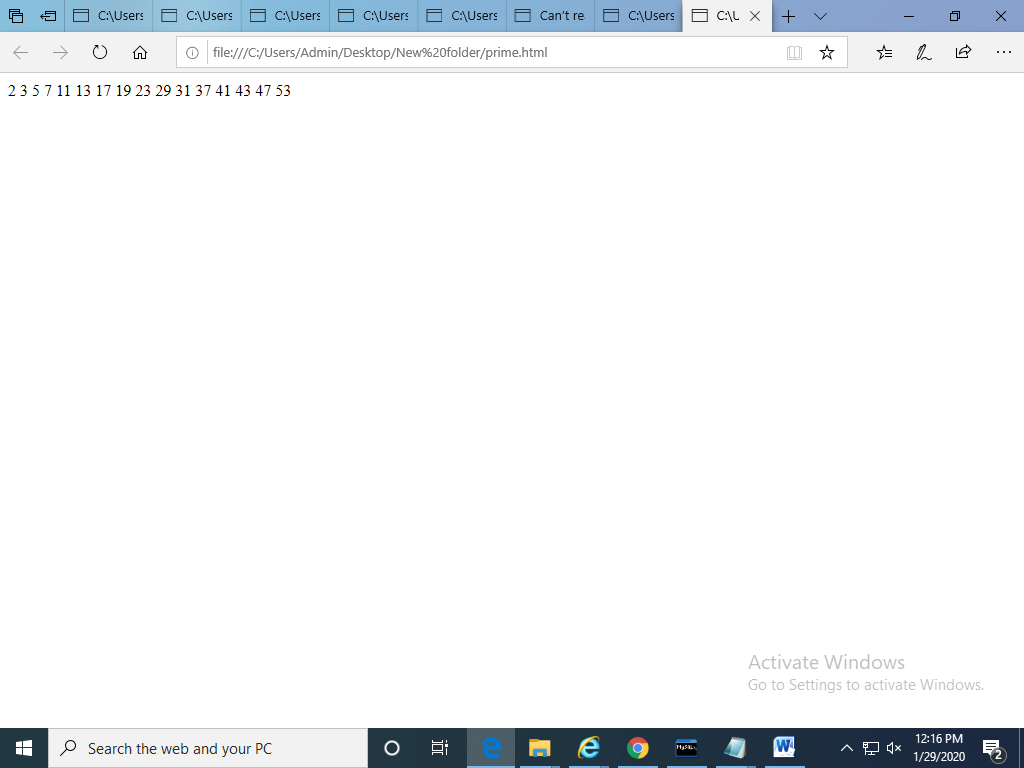 C:\Users
C:\Users
C:\Users
C:\Users
C:\Users
Can't re
C:\Users
C:\U
file:///C:/Users/Admin/Desktop/New%20folder/prime.html
2 3 5 7 11 13 17 19 23 29 31 37 41 43 47 53
Activate Windows
Go to Settings to activate Windows.
Search the web and your PC
MySQL
12:16 PM
1/29/2020
2